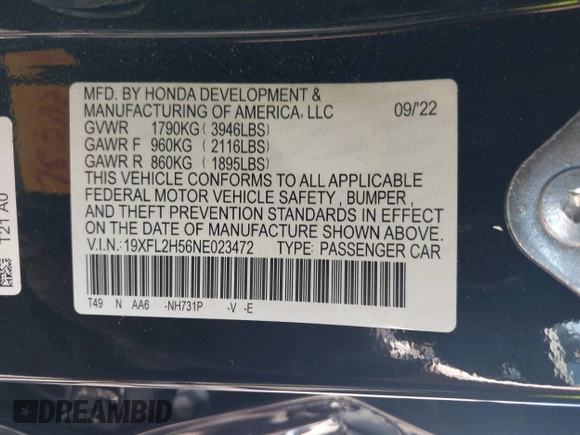 MFD. BY HONDA DEVELOPMENT &
MANUFACTURING OF AMERICA, LLC 09/'22
GVWR 1790KG ( 3946LBS)
GAWR F 960KG ( 2116LBS)
GAWR R 860KG ( 1895LBS)
THIS VEHICLE CONFORMS TO ALL APPLICABLE
FEDERAL MOTOR VEHICLE SAFETY , BUMPER ,
AND THEFT PREVENTION STANDARDS IN EFFECT
ON THE DATE OF MANUFACTURE SHOWN ABOVE.
V.I.N.: 19XFL2H56NE023472 TYPE: PASSENGER CAR
T49 N AA6 -NH731P -V -E
T21 A0
DREAMBID